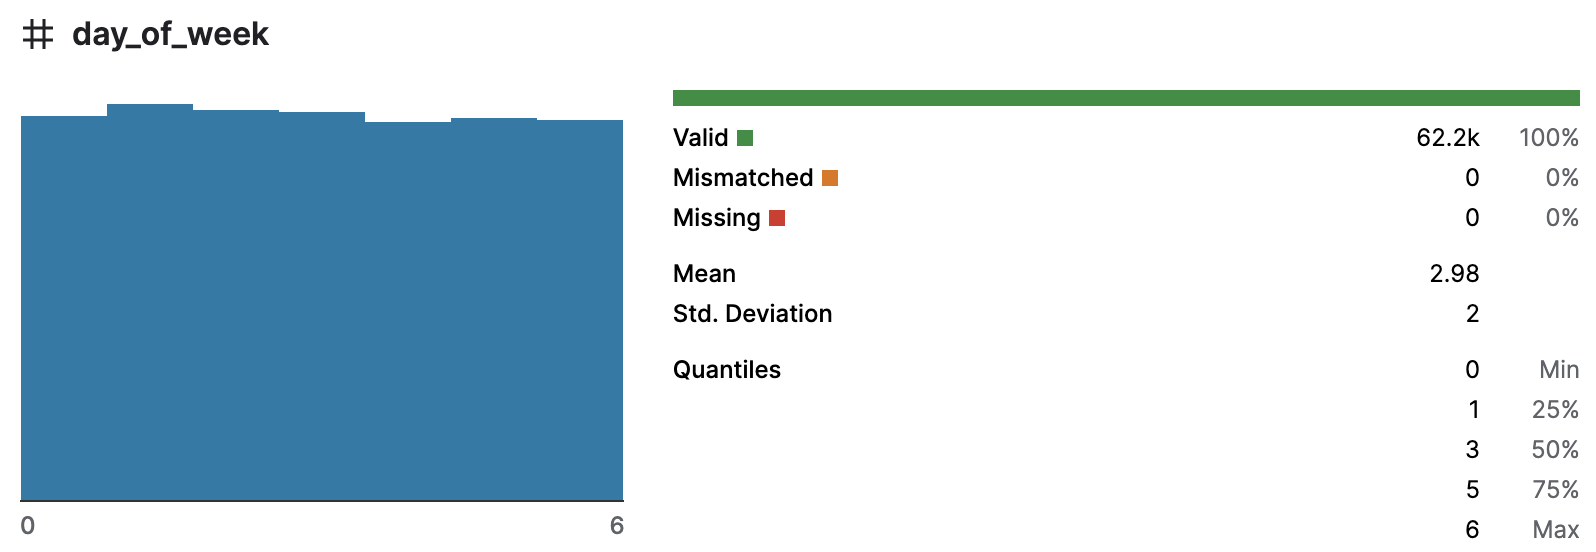 day_of_week
Valid 62.2k 100%
Mismatched 0 0%
Missing 0 0%
Mean 2.98
Std. Deviation 2
Quantiles 0 Min
1 25%
3 50%
5 75%
6 Max
0 6